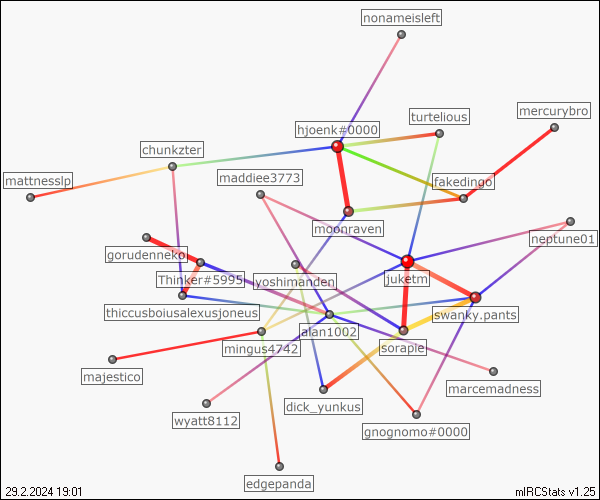 nonameisleft
mercurybro
turtelious
hjoenk#0000
chunkzter
maddiee3773
fakedingo
mattnesslp
moonraven
neptune01
gorudenneko
Thinker#5995
yoshimanden
juketm
thiccusboiusalexusjoneus
swanky.pants
alan1002
mingus4742
sorapie
majestico
marcemadness
dick_yunkus
wyatt8112
gnognomo#0000
edgepanda
29.2.2024 19:01
mIRCStats v1.25